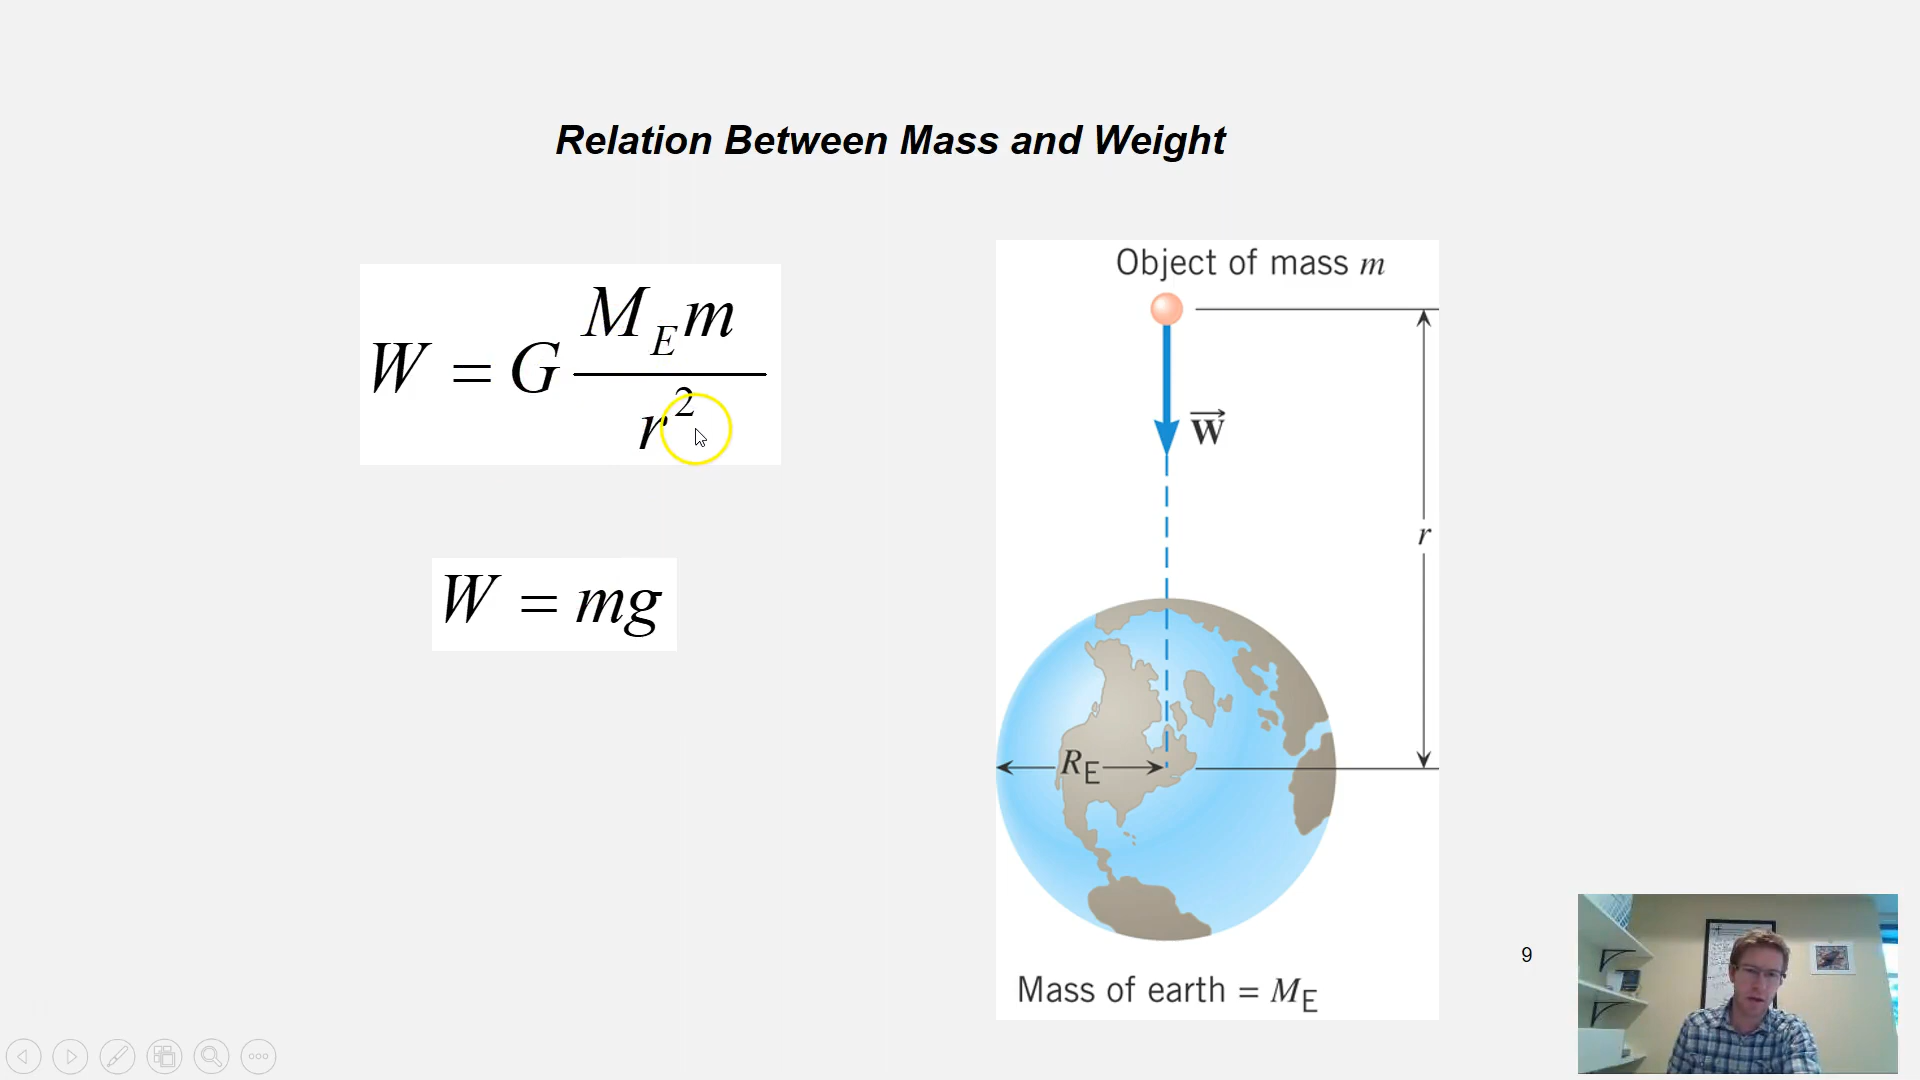 Relation Between Mass and Weight
W = G M_E m / r^2
W = mg
Object of mass m
W
r
R_E
Mass of earth = M_E
9